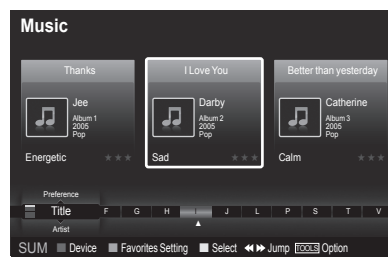 Music
Thanks
Jee
Album 1
2005
Pop
Energetic
I Love You
Darby
Album 2
2005
Pop
Sad
Better than yesterday
Catherine
Album 3
2005
Pop
Calm
Preference
Title F G H I J L P S T V
Artist
SUM Device Favorites Setting Select Jump TOOLS Option